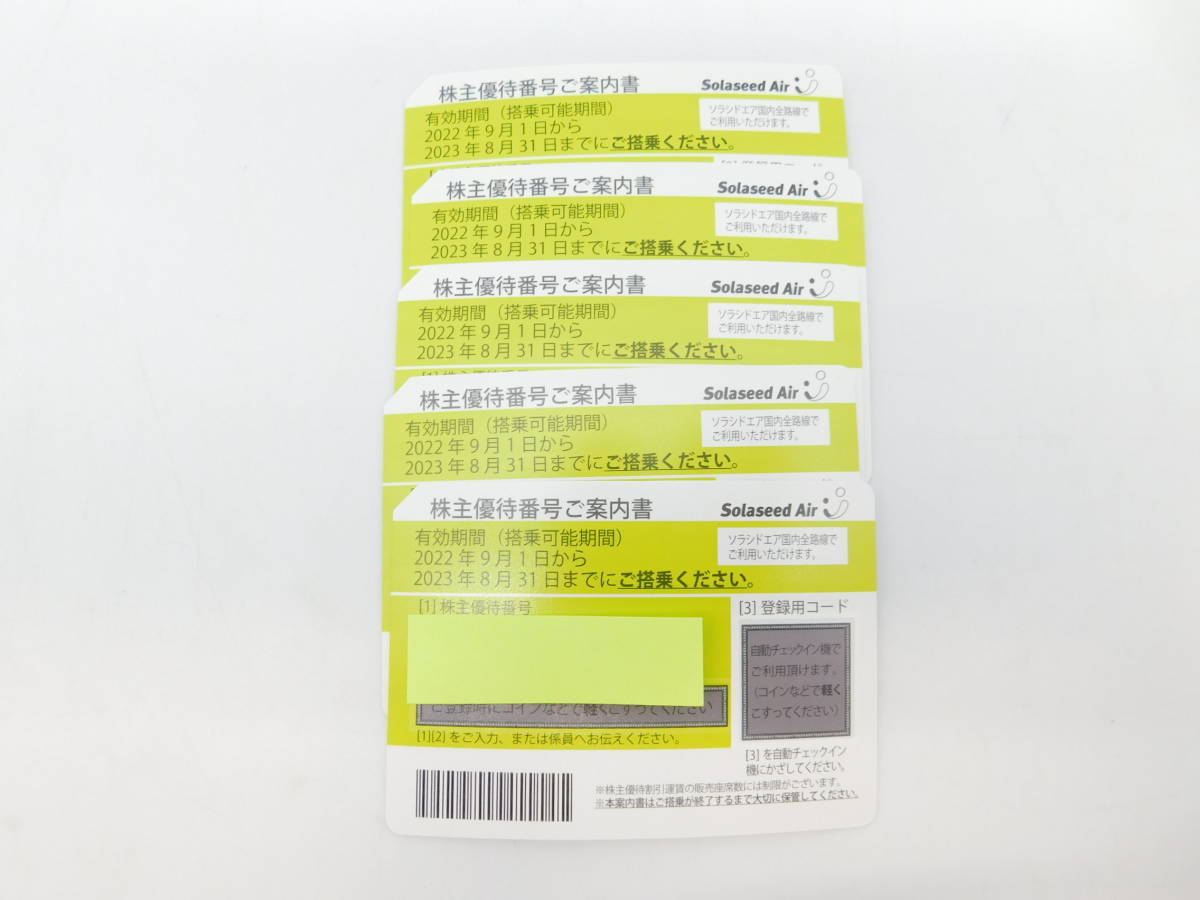 株主優待番号ご案内書 Solaseed Air
有効期間（搭乗可能期間）
2022年9月1日から
2023年8月31日までにご搭乗ください。
ソラシドエア国内全路線で
ご利用いただけます。
株主優待番号ご案内書 Solaseed Air
有効期間（搭乗可能期間）
2022年9月1日から
2023年8月31日までにご搭乗ください。
ソラシドエア国内全路線で
ご利用いただけます。
株主優待番号ご案内書 Solaseed Air
有効期間（搭乗可能期間）
2022年9月1日から
2023年8月31日までにご搭乗ください。
ソラシドエア国内全路線で
ご利用いただけます。
株主優待番号ご案内書 Solaseed Air
有効期間（搭乗可能期間）
2022年9月1日から
2023年8月31日までにご搭乗ください。
ソラシドエア国内全路線で
ご利用いただけます。
株主優待番号ご案内書 Solaseed Air
有効期間（搭乗可能期間）
2022年9月1日から
2023年8月31日までにご搭乗ください。
ソラシドエア国内全路線で
ご利用いただけます。
[1] 株主優待番号
ご登録時にコインなどで軽くこすってください
[1][2] をご入力、または係員へお伝えください。
[3] 登録用コード
自動チェックイン機で
ご利用頂けます。
（コインなどで軽く
こすってください）
[3] を自動チェックイン
機にかざしてください。
※株主優待割引運賃の販売座席数には制限がございます。
※本案内書はご搭乗が終了するまで大切に保管してください。